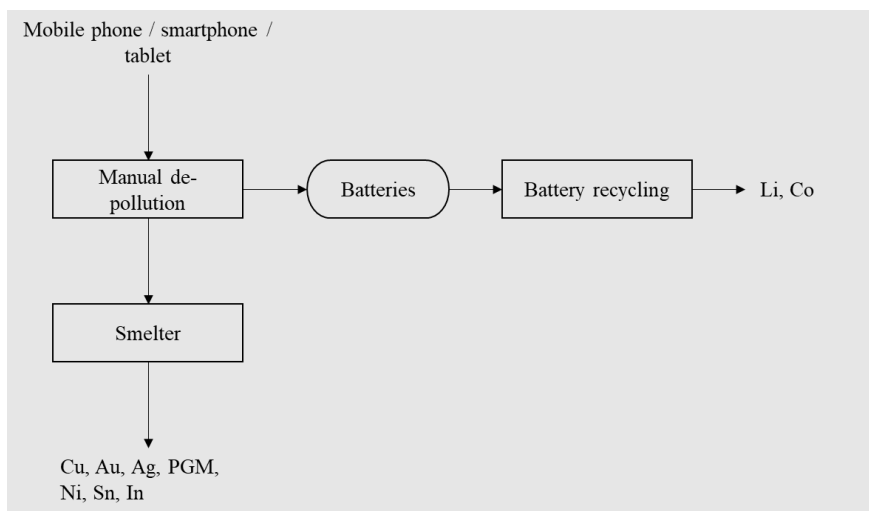 Mobile phone / smartphone /
tablet
Manual de-
pollution
Batteries
Battery recycling
Li, Co
Smelter
Cu, Au, Ag, PGM,
Ni, Sn, In